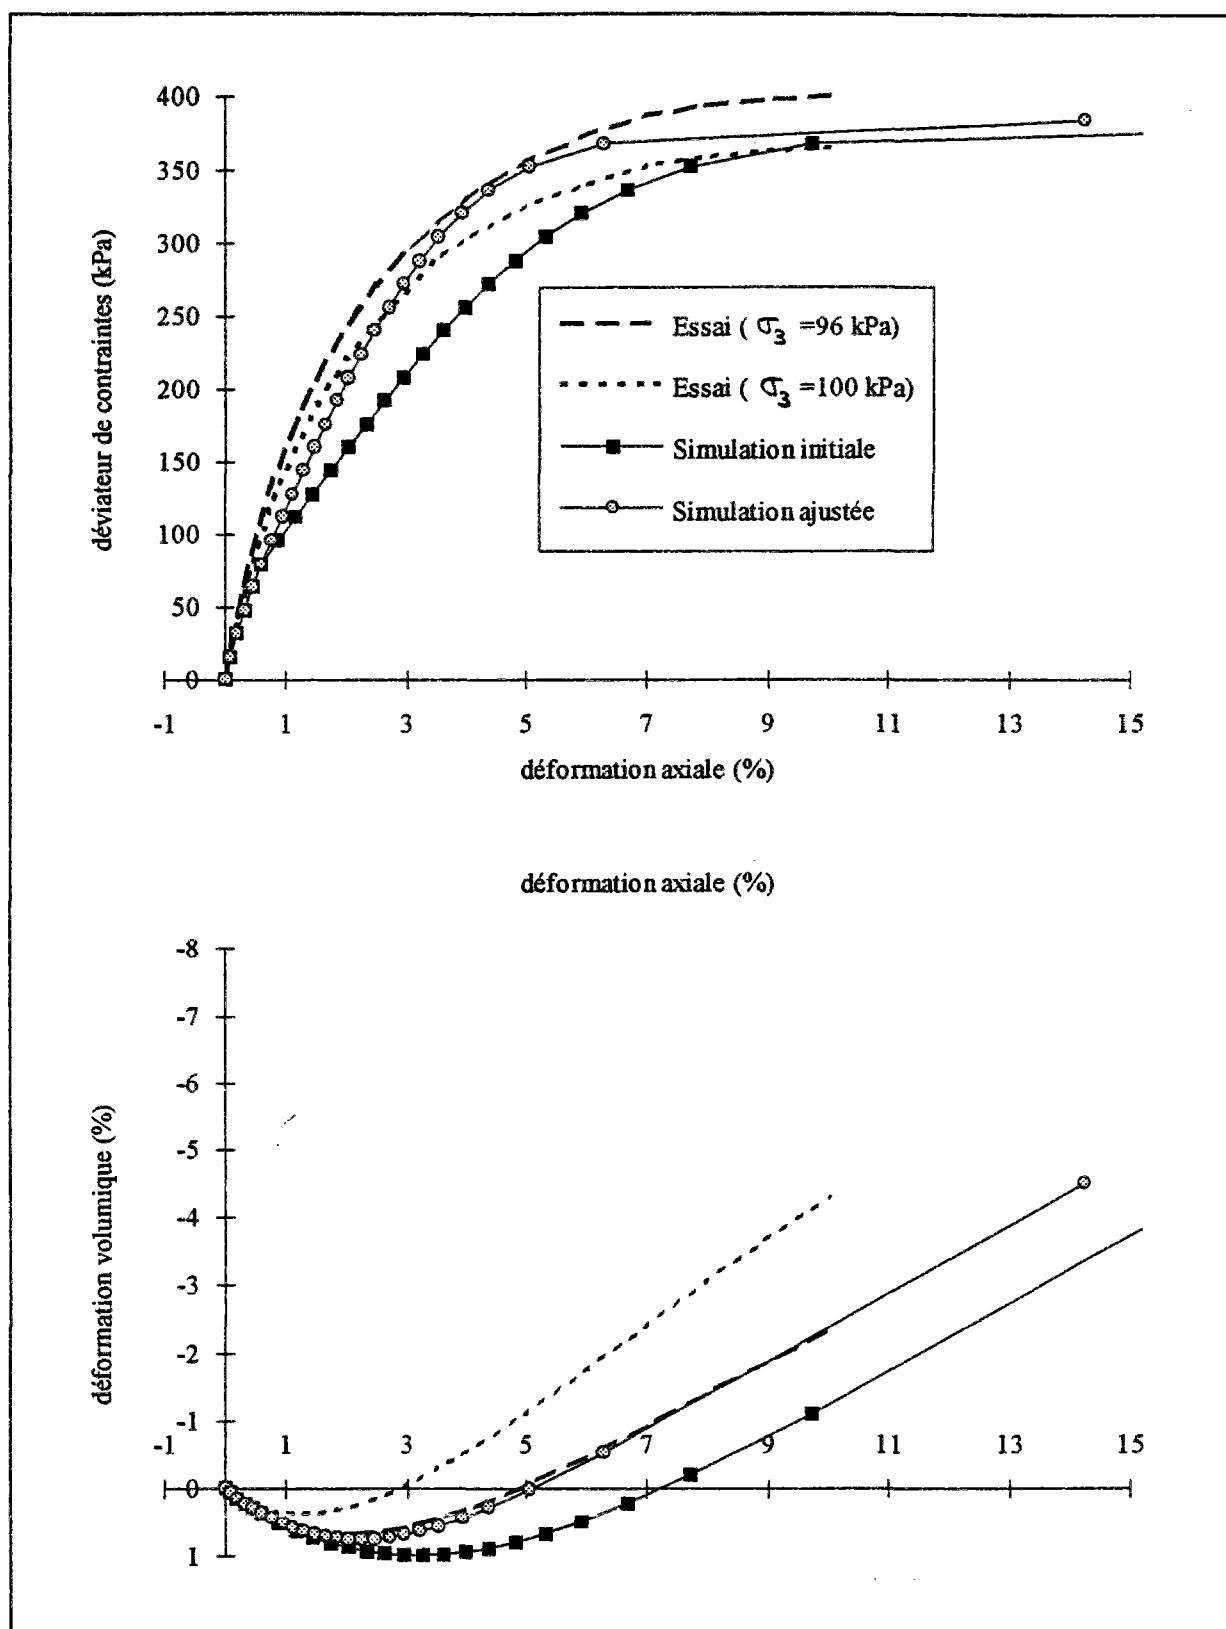 400
350
300
250
200
150
100
50
0
déviateur de contraintes (kPa)
-1 1 3 5 7 9 11 13 15
déformation axiale (%)
Essai ( σ3 =96 kPa)
Essai ( σ3 =100 kPa)
Simulation initiale
Simulation ajustée
déformation axiale (%)
-8
-7
-6
-5
-4
-3
-2
-1
0
1
déformation volumique (%)
-1 1 3 5 7 9 11 13 15